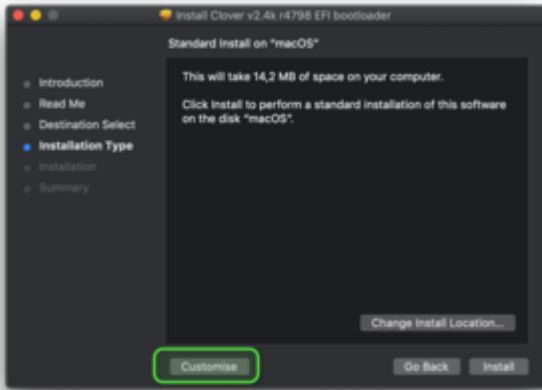 Install Clover v2.4k r4798 EFI bootloader
Standard Install on "macOS"
Introduction
Read Me
Destination Select
Installation Type
Installation
Summary
This will take 14,2 MB of space on your computer.
Click Install to perform a standard installation of this software
on the disk "macOS".
Change Install Location...
Customise
Go Back
Install